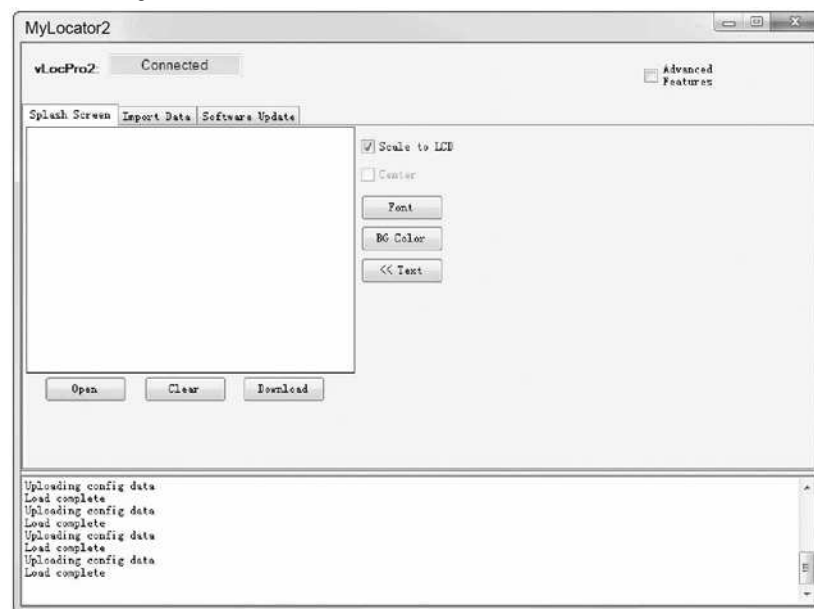 MyLocator2
vLocPro2:
Connected
Advanced
Features
Splash Screen
Import Data
Software Update
Scale to LCD
Center
Font
BG Color
<< Text
Open
Clear
Download
Uploading config data
Load complete
Uploading config data
Load complete
Uploading config data
Load complete
Uploading config data
Load complete